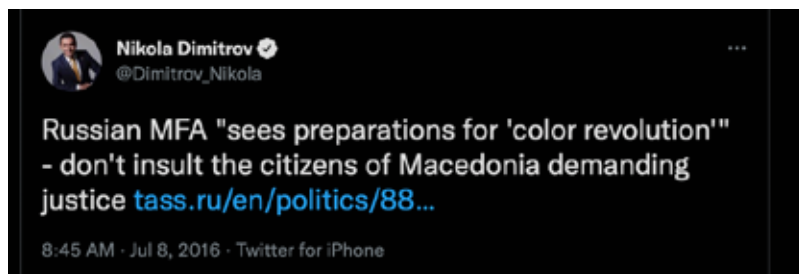 Nikola Dimitrov
@Dimitrov_Nikola
Russian MFA "sees preparations for 'color revolution'"
- don't insult the citizens of Macedonia demanding
justice tass.ru/en/politics/88...
8:45 AM · Jul 8, 2016 · Twitter for iPhone